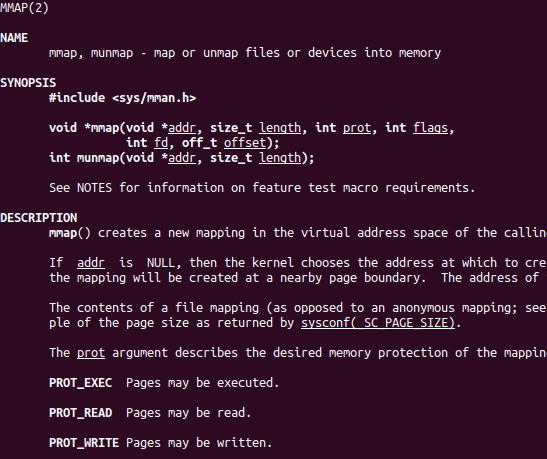 MMAP(2)
NAME
mmap, munmap - map or unmap files or devices into memory
SYNOPSIS
#include <sys/mman.h>
void *mmap(void *addr, size_t length, int prot, int flags,
int fd, off_t offset);
int munmap(void *addr, size_t length);
See NOTES for information on feature test macro requirements.
DESCRIPTION
mmap() creates a new mapping in the virtual address space of the callin
If addr is NULL, then the kernel chooses the address at which to cre
the mapping will be created at a nearby page boundary. The address of
The contents of a file mapping (as opposed to an anonymous mapping; see
ple of the page size as returned by sysconf(_SC_PAGE_SIZE).
The prot argument describes the desired memory protection of the mappin
PROT_EXEC Pages may be executed.
PROT_READ Pages may be read.
PROT_WRITE Pages may be written.